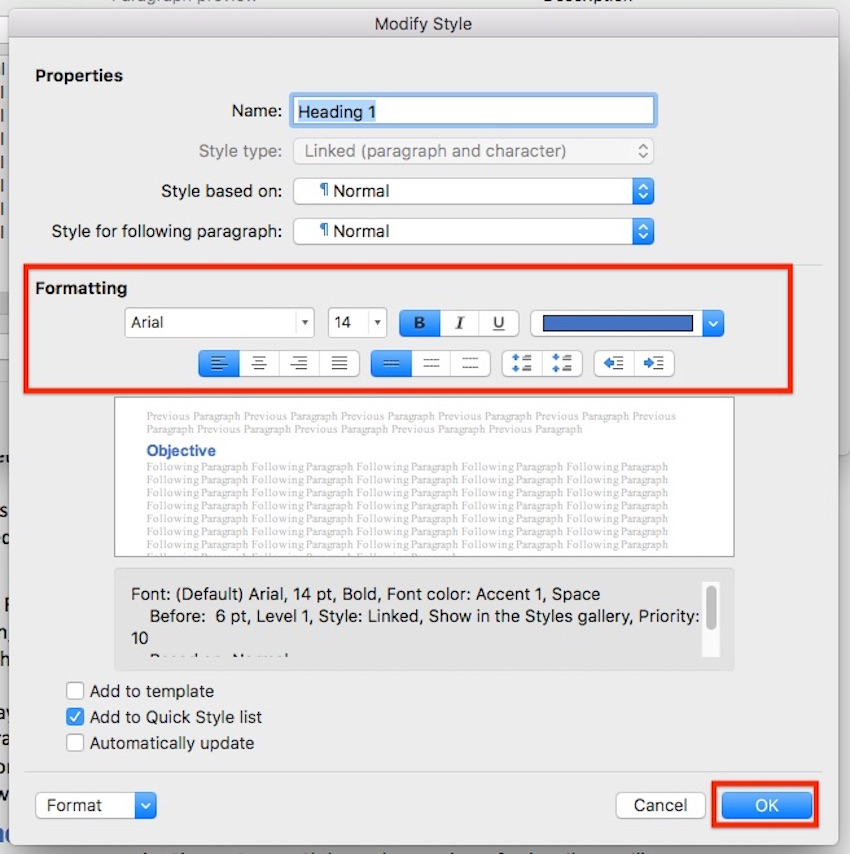 Paragraph preview Description
Modify Style
Properties
Name: Heading 1
Style type: Linked (paragraph and character)
Style based on: ¶ Normal
Style for following paragraph: ¶ Normal
Formatting
Arial 14 B I U
Previous Paragraph Previous Paragraph Previous Paragraph Previous Paragraph Previous Paragraph Previous
Paragraph Previous Paragraph Previous Paragraph Previous Paragraph Previous Paragraph
Objective
Following Paragraph Following Paragraph Following Paragraph Following Paragraph Following Paragraph
Following Paragraph Following Paragraph Following Paragraph Following Paragraph Following Paragraph
Following Paragraph Following Paragraph Following Paragraph Following Paragraph Following Paragraph
Following Paragraph Following Paragraph Following Paragraph Following Paragraph Following Paragraph
Following Paragraph Following Paragraph Following Paragraph Following Paragraph Following Paragraph
Following Paragraph Following Paragraph Following Paragraph Following Paragraph Following Paragraph
Following Paragraph Following Paragraph Following Paragraph Following Paragraph Following Paragraph
Following Paragraph Following Paragraph Following Paragraph
Font: (Default) Arial, 14 pt, Bold, Font color: Accent 1, Space
Before: 6 pt, Level 1, Style: Linked, Show in the Styles gallery, Priority:
10
Based on: Normal
Add to template
Add to Quick Style list
Automatically update
Format Cancel OK